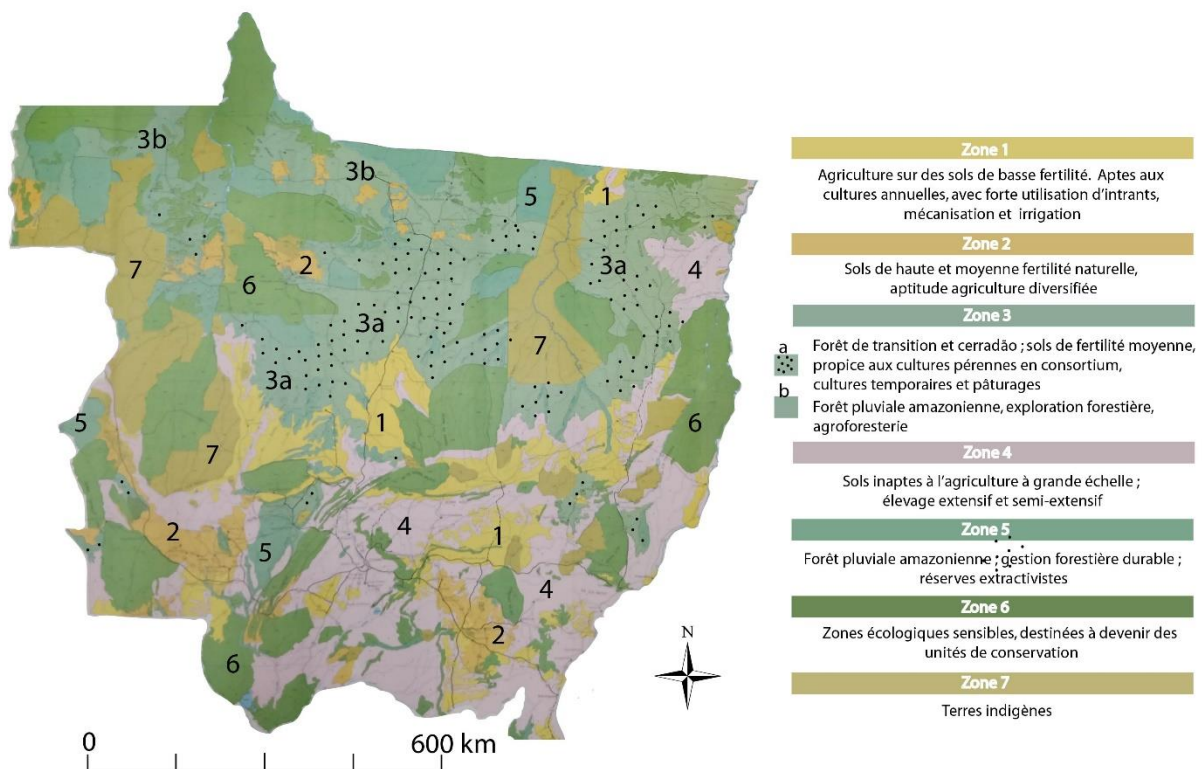 3b
3b
5
1
7
2
3a
4
6
3a
7
3a
5
1
6
7
2
4
1
5
4
2
6
N
0
600 km
Zone 1
Agriculture sur des sols de basse fertilité. Aptes aux
cultures annuelles, avec forte utilisation d'intrants,
mécanisation et irrigation
Zone 2
Sols de haute et moyenne fertilité naturelle,
aptitude agriculture diversifiée
Zone 3
a
Forêt de transition et cerradão ; sols de fertilité moyenne,
propice aux cultures pérennes en consortium,
cultures temporaires et pâturages
b
Forêt pluviale amazonienne, exploration forestière,
agroforesterie
Zone 4
Sols inaptes à l'agriculture à grande échelle ;
élevage extensif et semi-extensif
Zone 5
Forêt pluviale amazonienne ; gestion forestière durable ;
réserves extractivistes
Zone 6
Zones écologiques sensibles, destinées à devenir des
unités de conservation
Zone 7
Terres indigènes